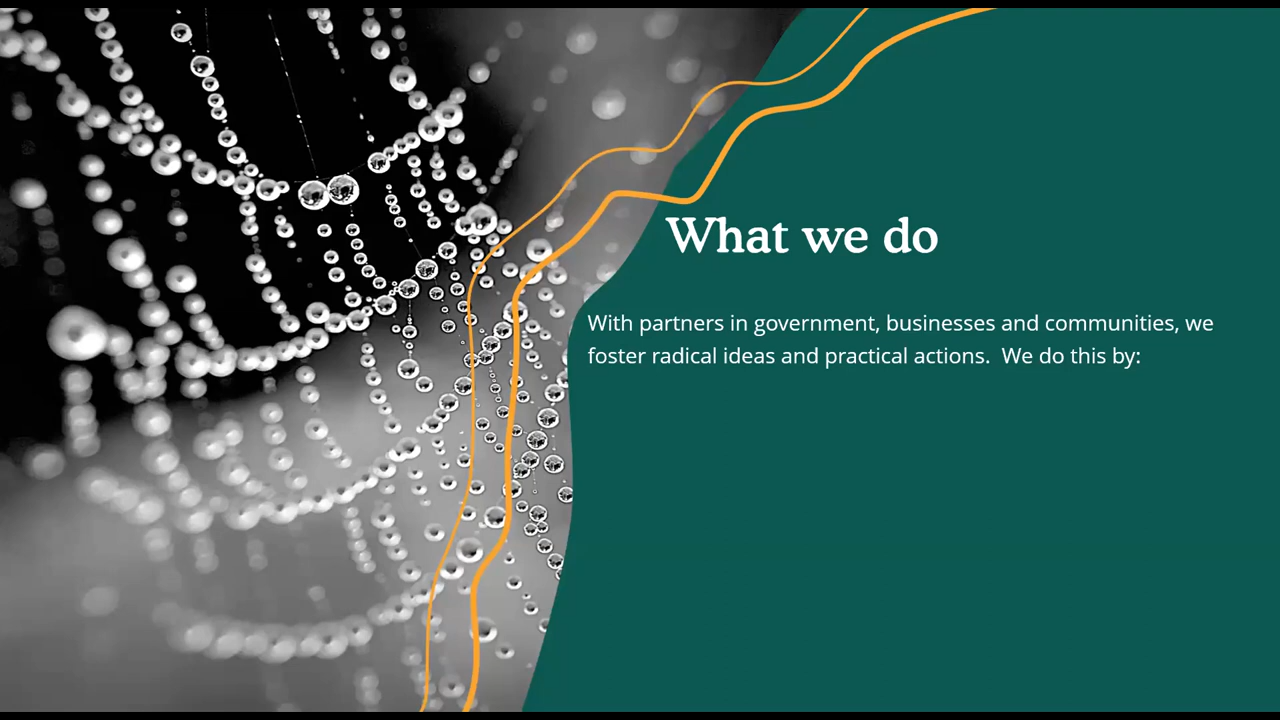 What we do
With partners in government, businesses and communities, we
foster radical ideas and practical actions.  We do this by: